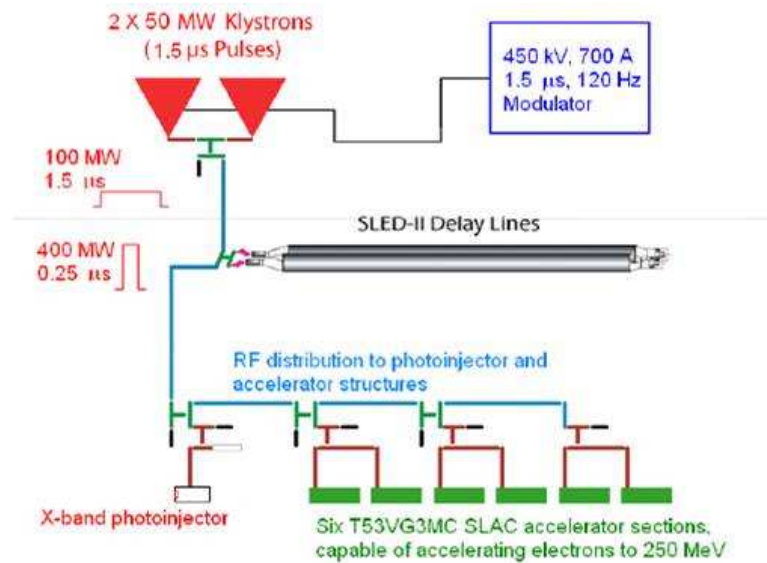 2 X 50 MW Klystrons
(1.5 µs Pulses)
450 kV, 700 A
1.5 µs, 120 Hz
Modulator
100 MW
1.5 µs
SLED-II Delay Lines
400 MW
0.25 µs
RF distribution to photoinjector and
accelerator structures
X-band photoinjector
Six T53VG3MC SLAC accelerator sections,
capable of accelerating electrons to 250 MeV